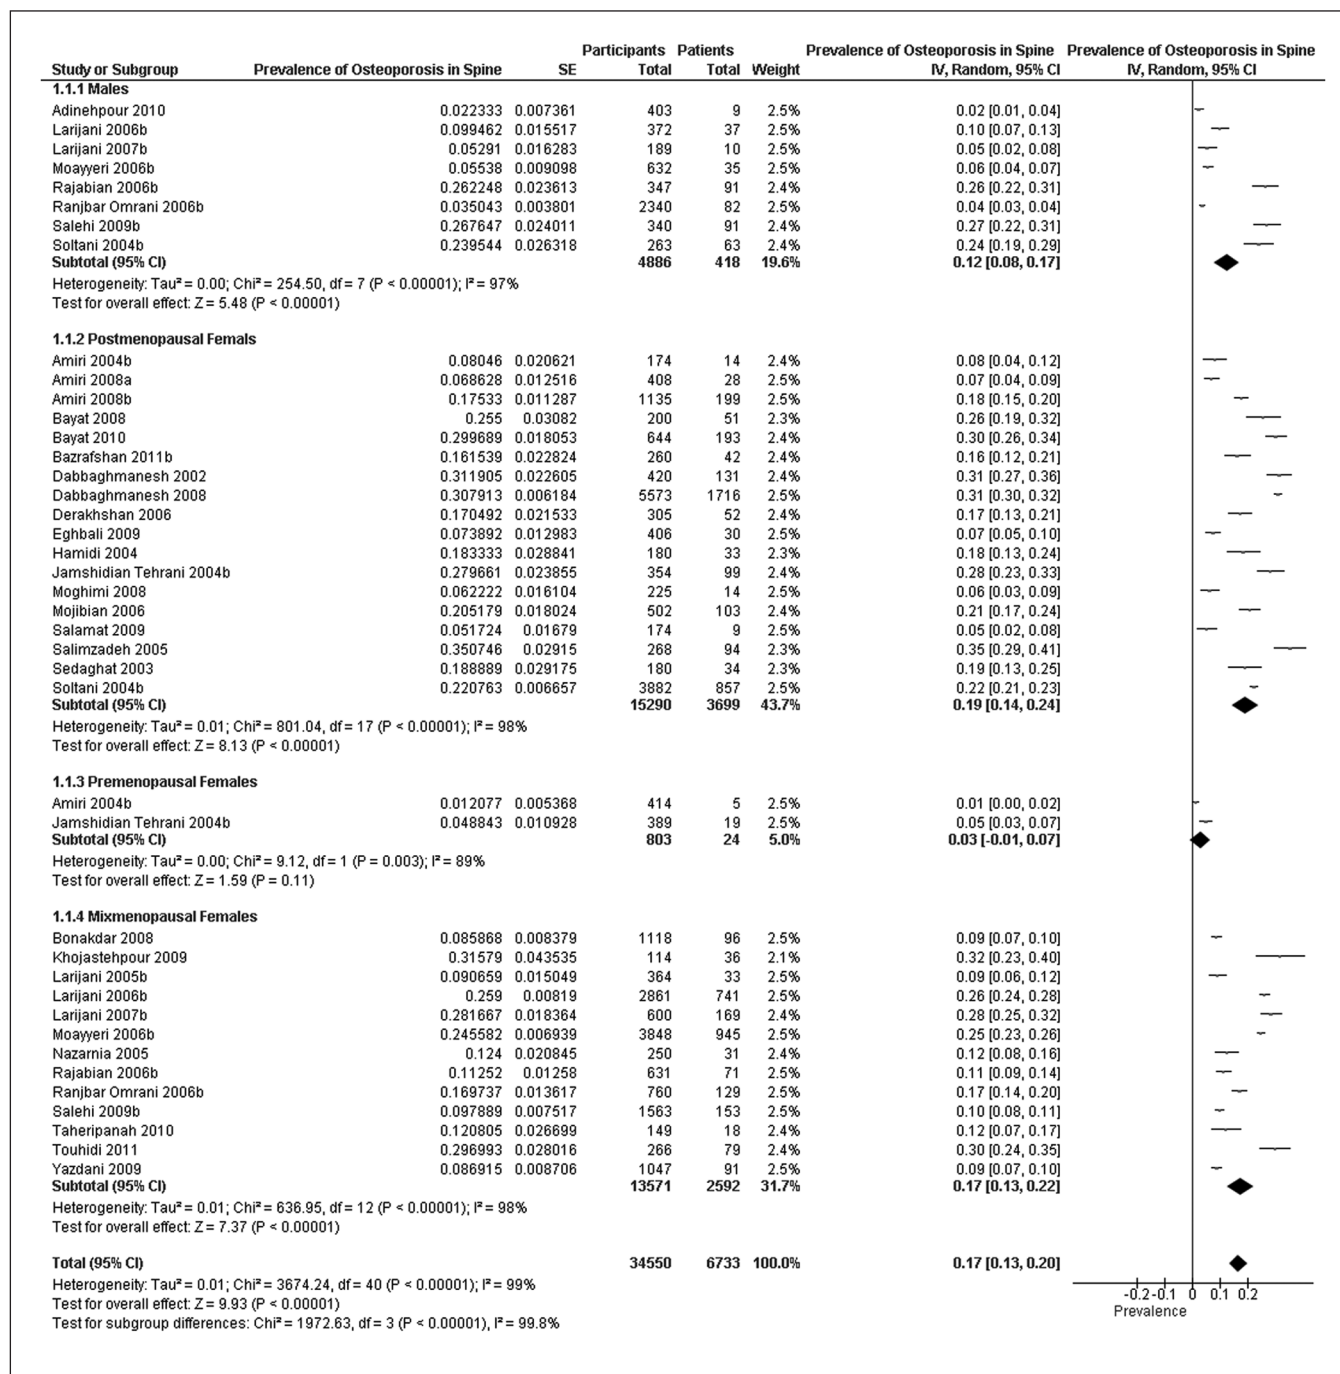 Participants Patients Prevalence of Osteoporosis in Spine Prevalence of Osteoporosis in Spine
Study or Subgroup Prevalence of Osteoporosis in Spine SE Total Total Weight IV, Random, 95% CI IV, Random, 95% CI
1.1.1 Males
Adinehpour 2010 0.022333 0.007361 403 9 2.5% 0.02 [0.01, 0.04]
Larijani 2006b 0.099462 0.015517 372 37 2.5% 0.10 [0.07, 0.13]
Larijani 2007b 0.05291 0.016283 189 10 2.5% 0.05 [0.02, 0.08]
Moayyeri 2006b 0.05538 0.009098 632 35 2.5% 0.06 [0.04, 0.07]
Rajabian 2006b 0.262248 0.023613 347 91 2.4% 0.26 [0.22, 0.31]
Ranjbar Omrani 2006b 0.035043 0.003801 2340 82 2.5% 0.04 [0.03, 0.04]
Salehi 2009b 0.267647 0.024011 340 91 2.4% 0.27 [0.22, 0.31]
Soltani 2004b 0.239544 0.026318 263 63 2.4% 0.24 [0.19, 0.29]
Subtotal (95% CI) 4886 418 19.6% 0.12 [0.08, 0.17]
Heterogeneity: Tau² = 0.00; Chi² = 254.50, df = 7 (P < 0.00001); I² = 97%
Test for overall effect: Z = 5.48 (P < 0.00001)
1.1.2 Postmenopausal Femals
Amiri 2004b 0.08046 0.020621 174 14 2.4% 0.08 [0.04, 0.12]
Amiri 2008a 0.068628 0.012516 408 28 2.5% 0.07 [0.04, 0.09]
Amiri 2008b 0.17533 0.011287 1135 199 2.5% 0.18 [0.15, 0.20]
Bayat 2008 0.255 0.03082 200 51 2.3% 0.26 [0.19, 0.32]
Bayat 2010 0.299689 0.018053 644 193 2.4% 0.30 [0.26, 0.34]
Bazrafshan 2011b 0.161539 0.022824 260 42 2.4% 0.16 [0.12, 0.21]
Dabbaghmanesh 2002 0.311905 0.022605 420 131 2.4% 0.31 [0.27, 0.36]
Dabbaghmanesh 2008 0.307913 0.006184 5573 1716 2.5% 0.31 [0.30, 0.32]
Derakhshan 2006 0.170492 0.021533 305 52 2.4% 0.17 [0.13, 0.21]
Eghbali 2009 0.073892 0.012983 406 30 2.5% 0.07 [0.05, 0.10]
Hamidi 2004 0.183333 0.028841 180 33 2.3% 0.18 [0.13, 0.24]
Jamshidian Tehrani 2004b 0.279661 0.023855 354 99 2.4% 0.28 [0.23, 0.33]
Moghimi 2008 0.062222 0.016104 225 14 2.5% 0.06 [0.03, 0.09]
Mojibian 2006 0.205179 0.018024 502 103 2.4% 0.21 [0.17, 0.24]
Salamat 2009 0.051724 0.01679 174 9 2.5% 0.05 [0.02, 0.08]
Salimzadeh 2005 0.350746 0.02915 268 94 2.3% 0.35 [0.29, 0.41]
Sedaghat 2003 0.188889 0.029175 180 34 2.3% 0.19 [0.13, 0.25]
Soltani 2004b 0.220763 0.006657 3882 857 2.5% 0.22 [0.21, 0.23]
Subtotal (95% CI) 15290 3699 43.7% 0.19 [0.14, 0.24]
Heterogeneity: Tau² = 0.01; Chi² = 801.04, df = 17 (P < 0.00001); I² = 98%
Test for overall effect: Z = 8.13 (P < 0.00001)
1.1.3 Premenopausal Females
Amiri 2004b 0.012077 0.005368 414 5 2.5% 0.01 [0.00, 0.02]
Jamshidian Tehrani 2004b 0.048843 0.010928 389 19 2.5% 0.05 [0.03, 0.07]
Subtotal (95% CI) 803 24 5.0% 0.03 [-0.01, 0.07]
Heterogeneity: Tau² = 0.00; Chi² = 9.12, df = 1 (P = 0.003); I² = 89%
Test for overall effect: Z = 1.59 (P = 0.11)
1.1.4 Mixmenopausal Females
Bonakdar 2008 0.085868 0.008379 1118 96 2.5% 0.09 [0.07, 0.10]
Khojastehpour 2009 0.31579 0.043535 114 36 2.1% 0.32 [0.23, 0.40]
Larijani 2005b 0.090659 0.015049 364 33 2.5% 0.09 [0.06, 0.12]
Larijani 2006b 0.259 0.00819 2861 741 2.5% 0.26 [0.24, 0.28]
Larijani 2007b 0.281667 0.018364 600 169 2.5% 0.28 [0.25, 0.32]
Moayyeri 2006b 0.245582 0.006939 3848 945 2.5% 0.25 [0.23, 0.26]
Nazarnia 2005 0.124 0.020845 250 31 2.4% 0.12 [0.08, 0.16]
Rajabian 2006b 0.11252 0.01258 631 71 2.5% 0.11 [0.09, 0.14]
Ranjbar Omrani 2006b 0.169737 0.013617 760 129 2.5% 0.17 [0.14, 0.20]
Salehi 2009b 0.097889 0.007517 1563 153 2.5% 0.10 [0.08, 0.11]
Taheripanah 2010 0.120805 0.026699 149 18 2.4% 0.12 [0.07, 0.17]
Touhidi 2011 0.296993 0.028016 266 79 2.4% 0.30 [0.24, 0.35]
Yazdani 2009 0.086915 0.008706 1047 91 2.5% 0.09 [0.07, 0.10]
Subtotal (95% CI) 13571 2592 31.7% 0.17 [0.13, 0.22]
Heterogeneity: Tau² = 0.01; Chi² = 636.95, df = 12 (P < 0.00001); I² = 98%
Test for overall effect: Z = 7.37 (P < 0.00001)
Total (95% CI) 34550 6733 100.0% 0.17 [0.13, 0.20]
Heterogeneity: Tau² = 0.01; Chi² = 3674.24, df = 40 (P < 0.00001); I² = 99%
Test for overall effect: Z = 9.93 (P < 0.00001)
Test for subgroup differences: Chi² = 1972.63, df = 3 (P < 0.00001), I² = 99.8%
-0.2 -0.1 0 0.1 0.2
Prevalence